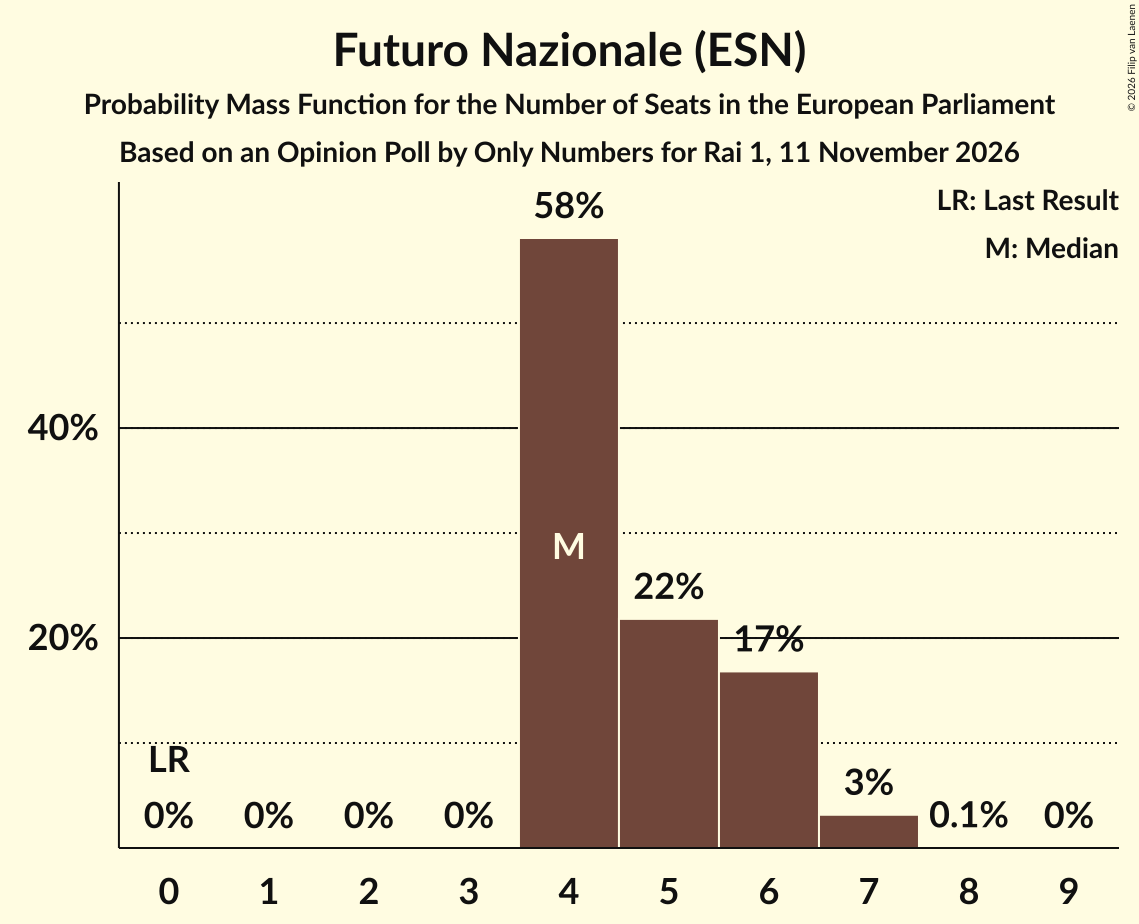 Futuro Nazionale (ESN)
Probability Mass Function for the Number of Seats in the European Parliament
Based on an Opinion Poll by Only Numbers for Rai 1, 11 November 2026
© 2026 Filip van Laenen
LR: Last Result
M: Median
58%
40%
M
22%
20%
17%
LR
3%
0% 0% 0% 0% 0.1% 0%
0 1 2 3 4 5 6 7 8 9